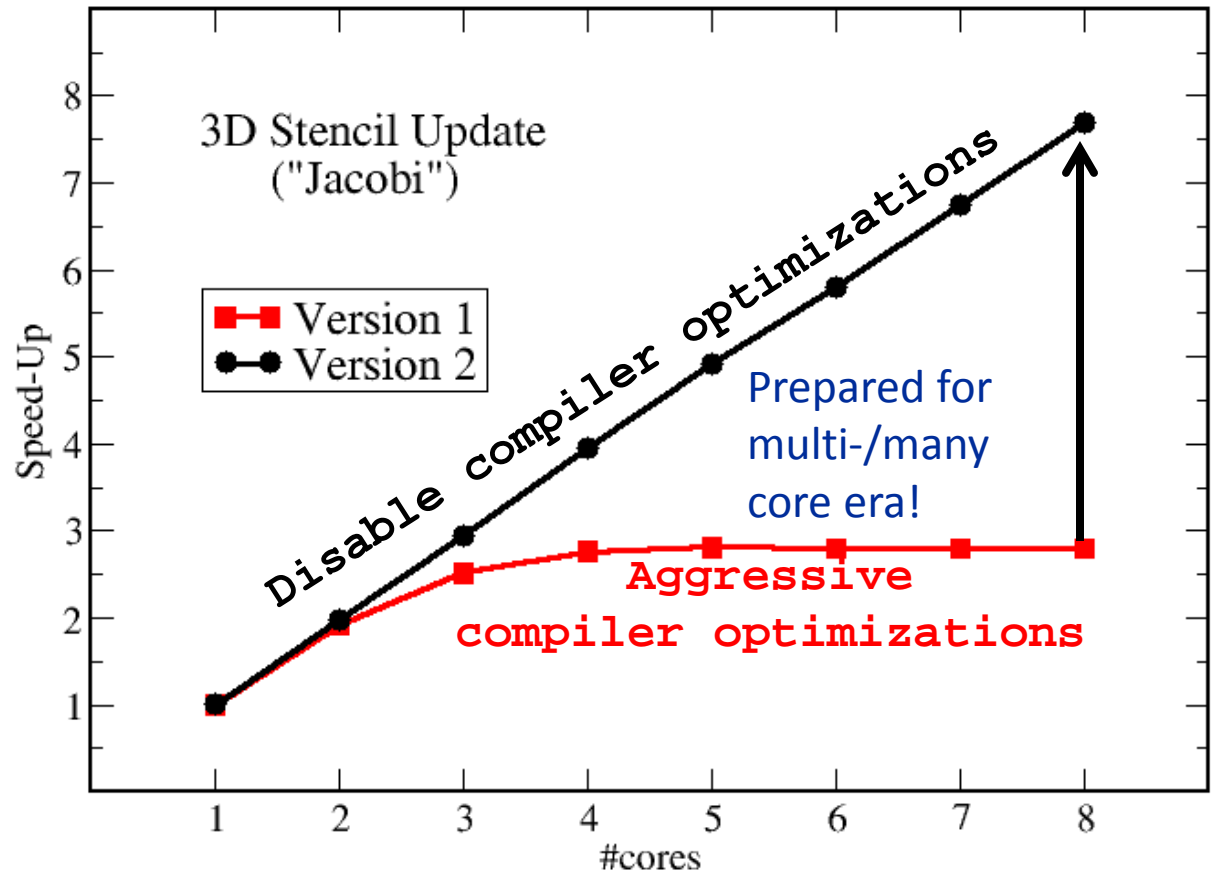 3D Stencil Update
("Jacobi")
Version 1
Version 2
Disable compiler optimizations
Prepared for
multi-/many
core era!
Aggressive
compiler optimizations
Speed-Up
8
7
6
5
4
3
2
1
1 2 3 4 5 6 7 8
#cores